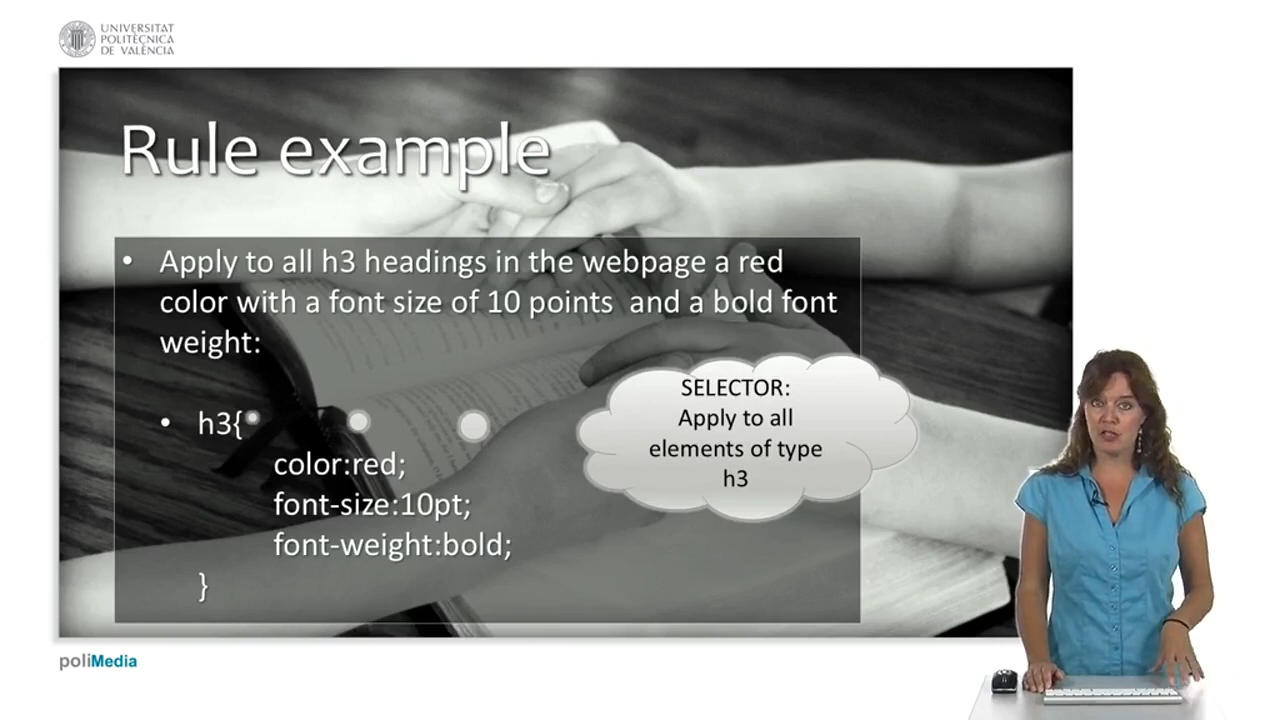 UNIVERSITAT
POLITÈCNICA
DE VALÈNCIA
Rule example
• Apply to all h3 headings in the webpage a red
color with a font size of 10 points and a bold font
weight:
• h3{
color:red;
font-size:10pt;
font-weight:bold;
}
SELECTOR:
Apply to all
elements of type
h3
poliMedia